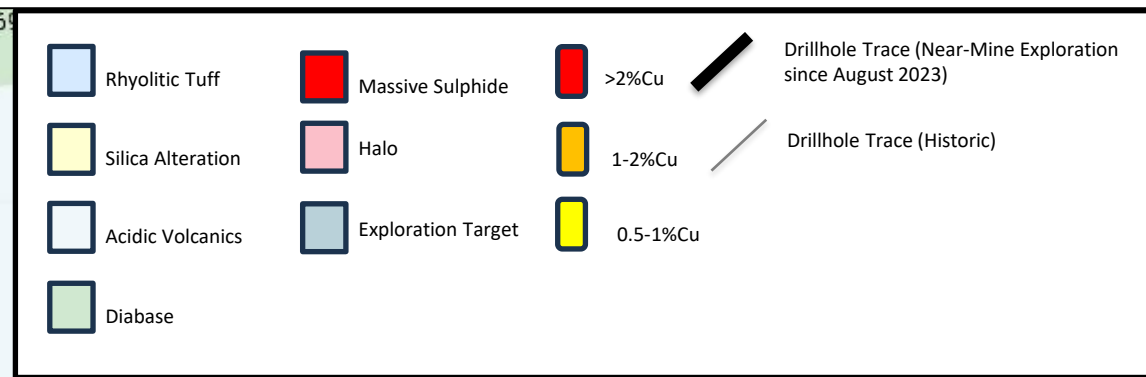 69
Rhyolitic Tuff
Silica Alteration
Acidic Volcanics
Diabase
Massive Sulphide
Halo
Exploration Target
>2%Cu
1-2%Cu
0.5-1%Cu
Drillhole Trace (Near-Mine Exploration
since August 2023)
Drillhole Trace (Historic)